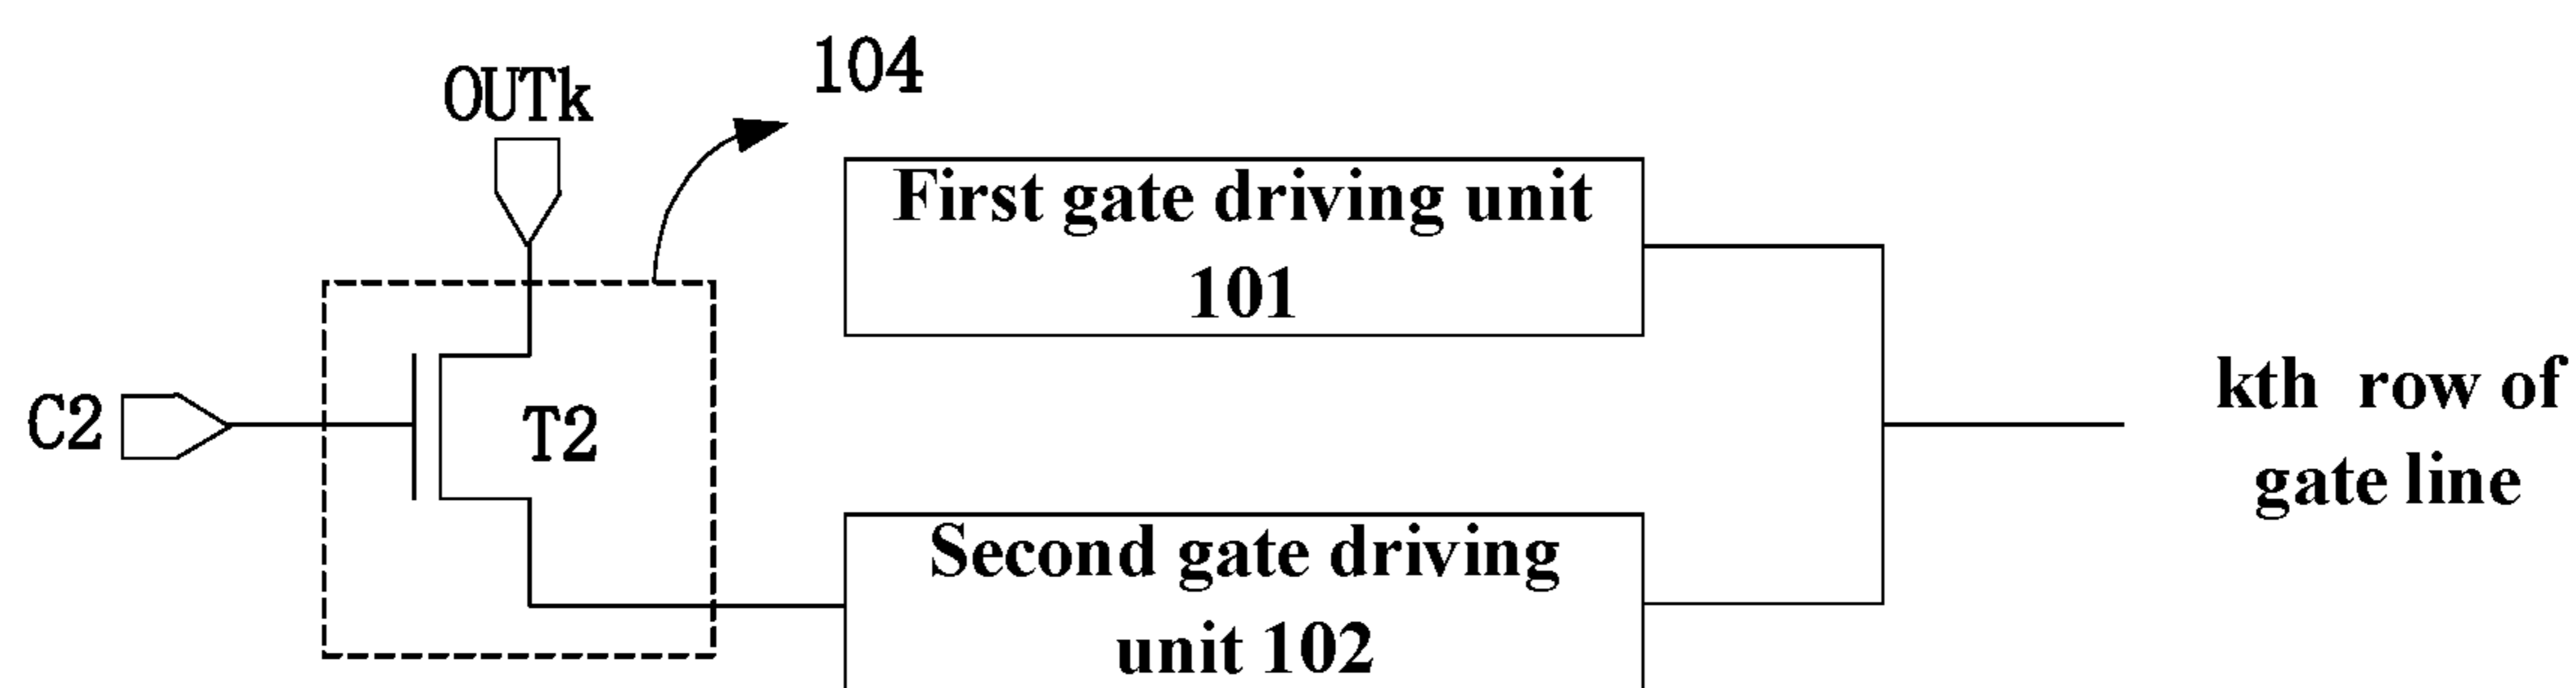 104
OUTk
First gate driving unit
101
C2
T2
kth row of
gate line
Second gate driving
unit 102